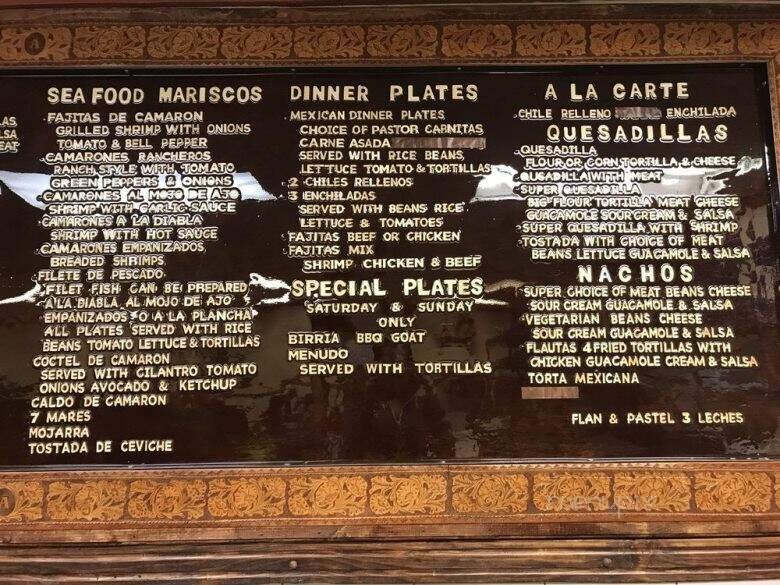 SEA FOOD MARISCOS
FAJITAS DE CAMARON
GRILLED SHRIMP WITH ONIONS
TOMATO & BELL PEPPER
CAMARONES RANCHEROS
RANCH STYLE WITH TOMATO
GREEN PEPPERS & ONIONS
CAMARONES AL MOJO DE AJO
SHRIMP WITH GARLIC SAUCE
CAMARONES A LA DIABLA
SHRIMP WITH HOT SAUCE
CAMARONES EMPANIZADOS
BREADED SHRIMPS
FILETE DE PESCADO
FILET FISH CAN BE PREPARED
A LA DIABLA, AL MOJO DE AJO
EMPANIZADOS O A LA PLANCHA
ALL PLATES SERVED WITH RICE
BEANS TOMATO LETTUCE & TORTILLAS
COCTEL DE CAMARON
SERVED WITH CILANTRO TOMATO
ONIONS AVOCADO & KETCHUP
CALDO DE CAMARON
7 MARES
MOJARRA
TOSTADA DE CEVICHE
DINNER PLATES
MEXICAN DINNER PLATES
CHOICE OF PASTOR CARNITAS
CARNE ASADA
SERVED WITH RICE BEANS,
LETTUCE TOMATO & TORTILLAS
2 CHILES RELLENOS
3 ENCHILADAS
SERVED WITH BEANS RICE
LETTUCE & TOMATOES
FAJITAS BEEF OR CHICKEN
FAJITAS MIX
SHRIMP CHICKEN & BEEF
SPECIAL PLATES
SATURDAY & SUNDAY
ONLY
BIRRIA BBQ GOAT
MENUDO
SERVED WITH TORTILLAS
A LA CARTE
CHILE RELLENO ENCHILADA
QUESADILLAS
QUESADILLA
FLOUR OR CORN TORTILLA & CHEESE
QUSADILLA WITH MEAT
SUPER QUESADILLA
BIG FLOUR TORTILLA MEAT CHEESE
GUACAMOLE SOUR CREAM & SALSA
SUPER QUESADILLA WITH SHRIMP
TOSTADA WITH CHOICE OF MEAT
BEANS LETTUCE GUACAMOLE & SALSA
NACHOS
SUPER CHOICE OF MEAT BEANS CHEESE
SOUR CREAM GUACAMOLE & SALSA
VEGETARIAN BEANS CHEESE
SOUR CREAM GUACAMOLE & SALSA
FLAUTAS 4 FRIED TORTILLAS WITH
CHICKEN GUACAMOLE CREAM & SALSA
TORTA MEXICANA
FLAN & PASTEL 3 LECHES